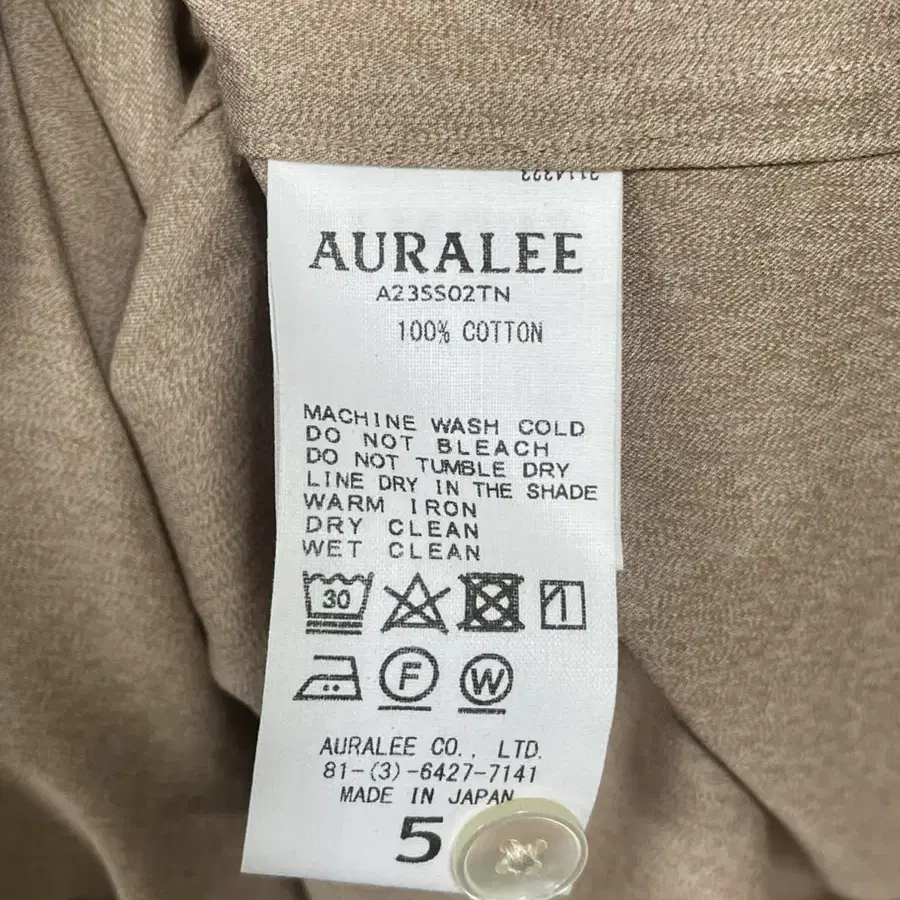 AURALEE
A23SS02TN
100% COTTON
MACHINE WASH COLD
DO NOT BLEACH
DO NOT TUMBLE DRY
LINE DRY IN THE SHADE
WARM IRON
DRY CLEAN
WET CLEAN
30
F W
AURALEE CO., LTD.
81-(3)-6427-7141
MADE IN JAPAN
5